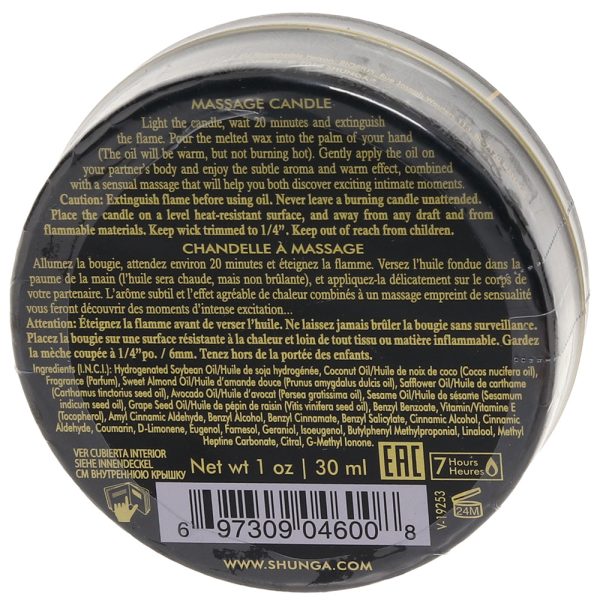 SHUNGA
MASSAGE CANDLE
Light the candle, wait 20 minutes and extinguish
the flame. Pour the melted wax into the palm of your hand
(The oil will be warm, but not burning hot). Gently apply the oil on
your partner's body and enjoy the subtle aroma and warm effect, combined
with a sensual massage that will help you both discover exciting intimate moments.
Caution: Extinguish flame before using oil. Never leave a burning candle unattended.
Place the candle on a level heat-resistant surface, and away from any draft and from
flammable materials. Keep wick trimmed to 1/4". Keep out of reach from children.
CHANDELLE À MASSAGE
Allumez la bougie, attendez environ 20 minutes et éteignez la flamme. Versez l'huile fondue dans la
paume de la main (l'huile sera chaude, mais non brûlante), et appliquez-la délicatement sur le corps de
votre partenaire. L'arôme subtil et l'effet agréable de chaleur combinés à un massage empreint de sensualité
vous feront découvrir des moments d'intense excitation...
Attention: Éteignez la flamme avant de verser l'huile. Ne laissez jamais brûler la bougie sans surveillance.
Placez la bougie sur une surface résistante à la chaleur et loin de tout tissu ou matière inflammable. Gardez
la mèche coupée à 1/4"po. / 6mm. Tenez hors de la portée des enfants.
Ingredients (I.N.C.I.): Hydrogenated Soybean Oil/Huile de soja hydrogénée, Coconut Oil/Huile de noix de coco (Cocos nucifera oil),
Fragrance (Parfum), Sweet Almond Oil/Huile d'amande douce (Prunus amygdalus dulcis oil), Safflower Oil/Huile de carthame
(Carthamus tinctorius seed oil), Avocado Oil/Huile d'avocat (Persea gratissima oil), Sesame Oil/Huile de sésame (Sesamum
indicum seed oil), Grape Seed Oil/Huile de pépin de raisin (Vitis vinifera seed oil), Benzyl Benzoate, Vitamin/Vitamine E
(Tocopherol), Amyl Cinnamic Aldehyde, Benzyl Alcohol, Benzyl Cinnamate, Benzyl Salicylate, Cinnamic Alcohol, Cinnamic
Aldehyde, Coumarin, D-Limonene, Eugenol, Farnesol, Geraniol, Isoeugenol, Butylphenyl Methylpropional, Linalool, Methyl
Heptine Carbonate, Citral, G-Methyl Ionone.
VER CUBIERTA INTERIOR
SIEHE INNENDECKEL
СМ ВНУТРЕННЮЮ КРЫШКУ
Net wt 1 oz | 30 ml
EAC
7 Hours
Heures
24M
V-19253
6 97309 04600 8
WWW.SHUNGA.COM